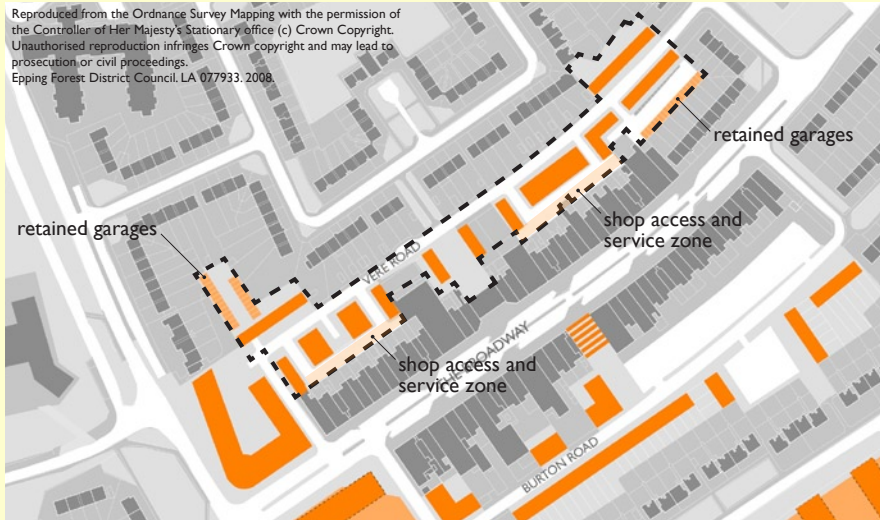 Reproduced from the Ordnance Survey Mapping with the permission of
the Controller of Her Majesty's Stationary office (c) Crown Copyright.
Unauthorised reproduction infringes Crown copyright and may lead to
prosecution or civil proceedings.
Epping Forest District Council. LA 077933. 2008.
retained garages
retained garages
shop access and
service zone
VERE ROAD
THE BROADWAY
shop access and
service zone
BURTON ROAD